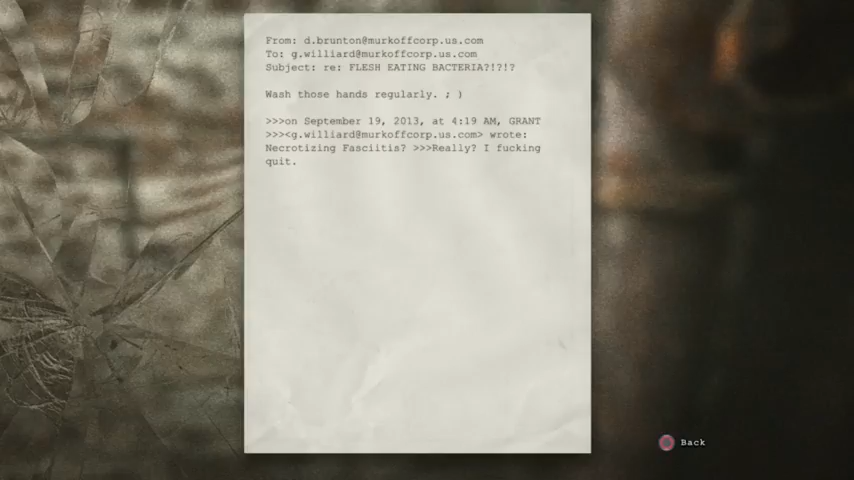 From: d.brunton@murkoffcorp.us.com
To: g.williard@murkoffcorp.us.com
Subject: re: FLESH EATING BACTERIA?!?!?
Wash those hands regularly. ; )
>>>on September 19, 2013, at 4:19 AM, GRANT
>>><g.williard@murkoffcorp.us.com> wrote:
Necrotizing Fasciitis? >>>Really? I fucking
quit.
Back